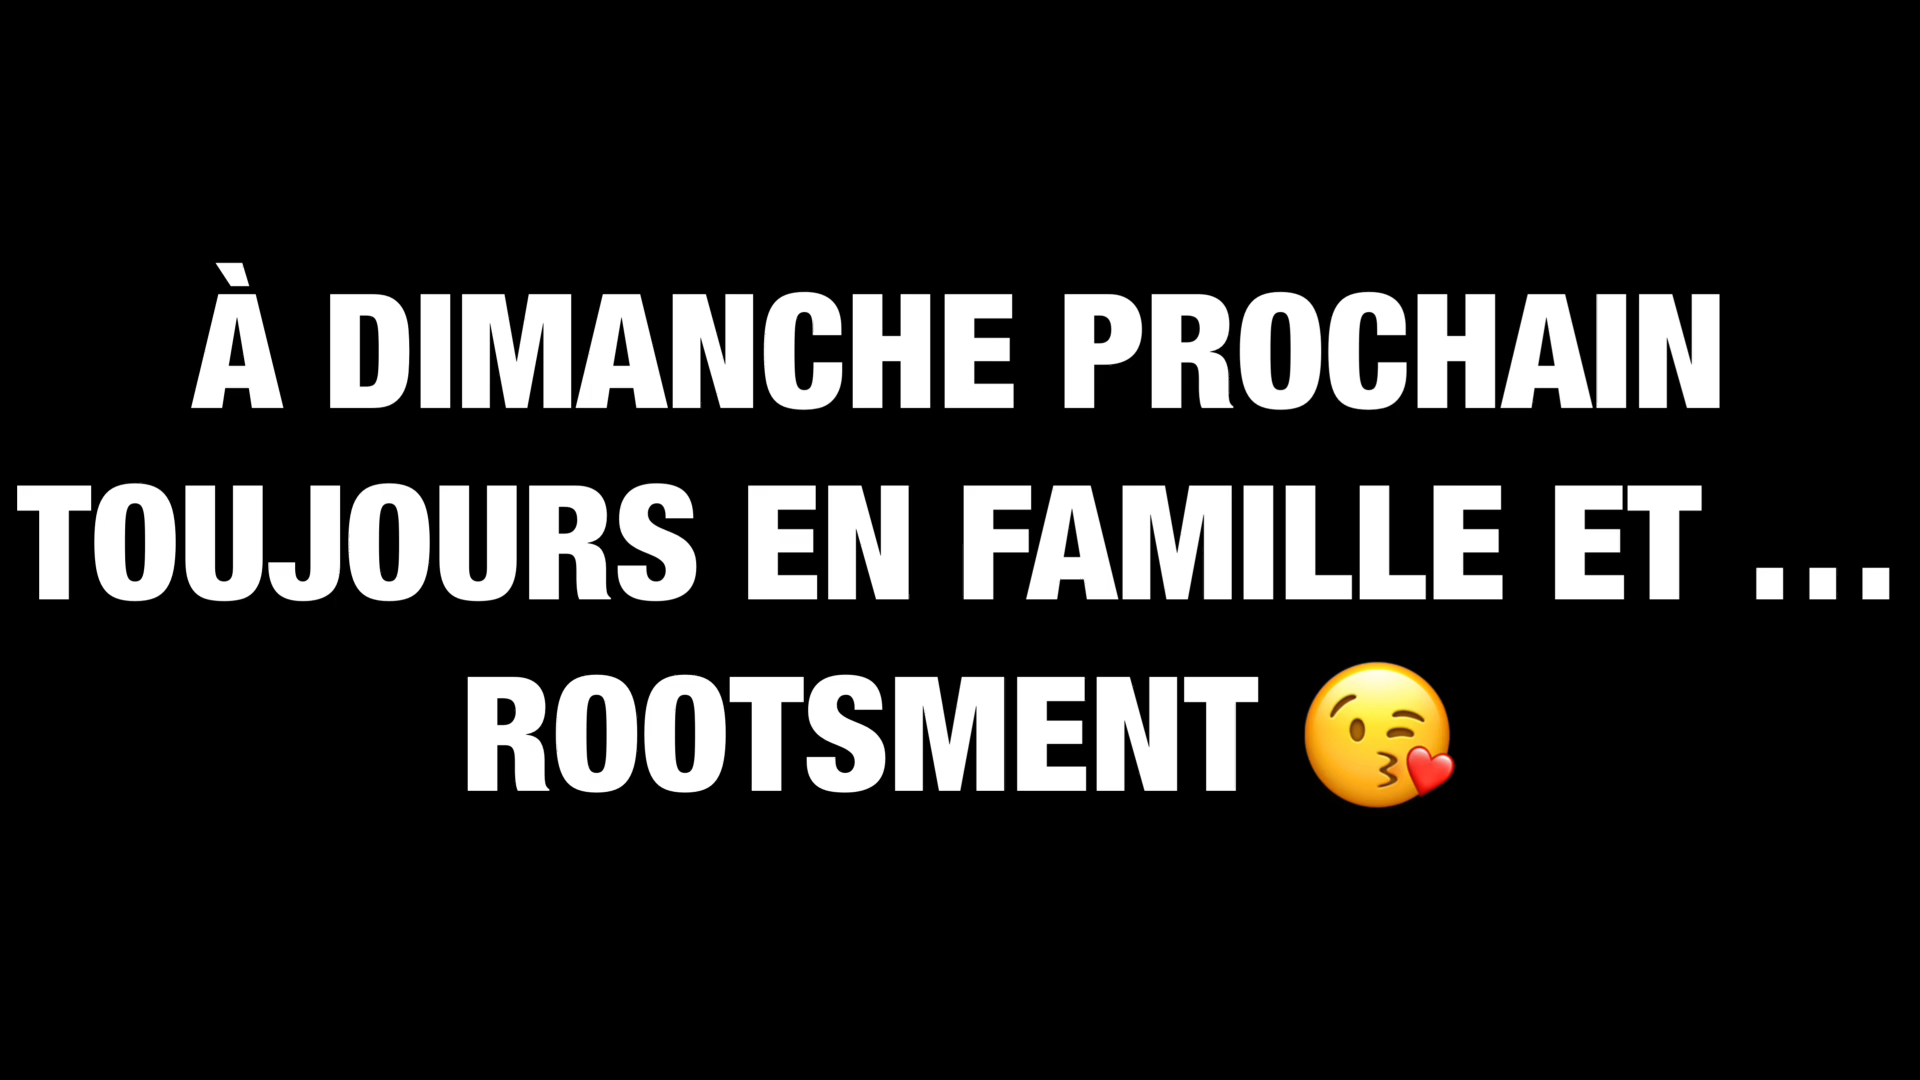 À DIMANCHE PROCHAIN
TOUJOURS EN FAMILLE ET ...
ROOTSMENT 😘